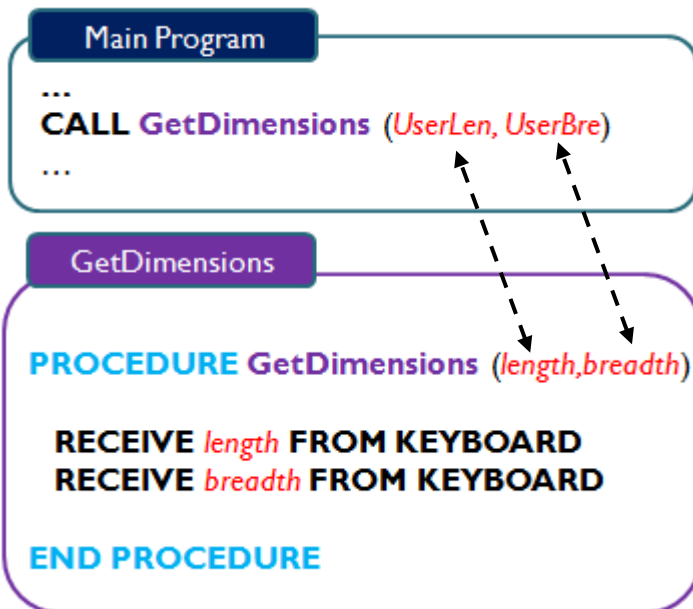 Main Program
...
CALL GetDimensions (UserLen, UserBre)
...
GetDimensions
PROCEDURE GetDimensions (length,breadth)
RECEIVE length FROM KEYBOARD
RECEIVE breadth FROM KEYBOARD
END PROCEDURE